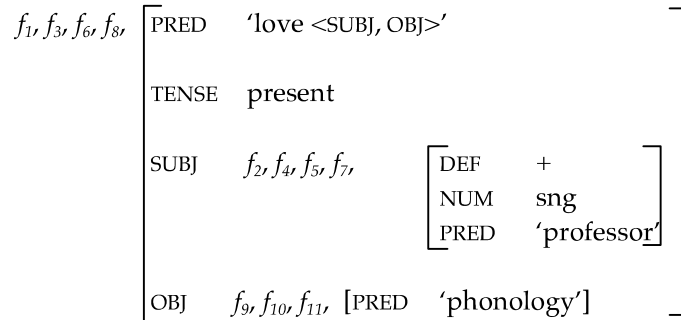 f1, f3, f6, f8, PRED ‘love <SUBJ, OBJ>’
TENSE present
SUBJ f2, f4, f5, f7, DEF +
NUM sng
PRED ‘professor’
OBJ f9, f10, f11, [PRED ‘phonology’]